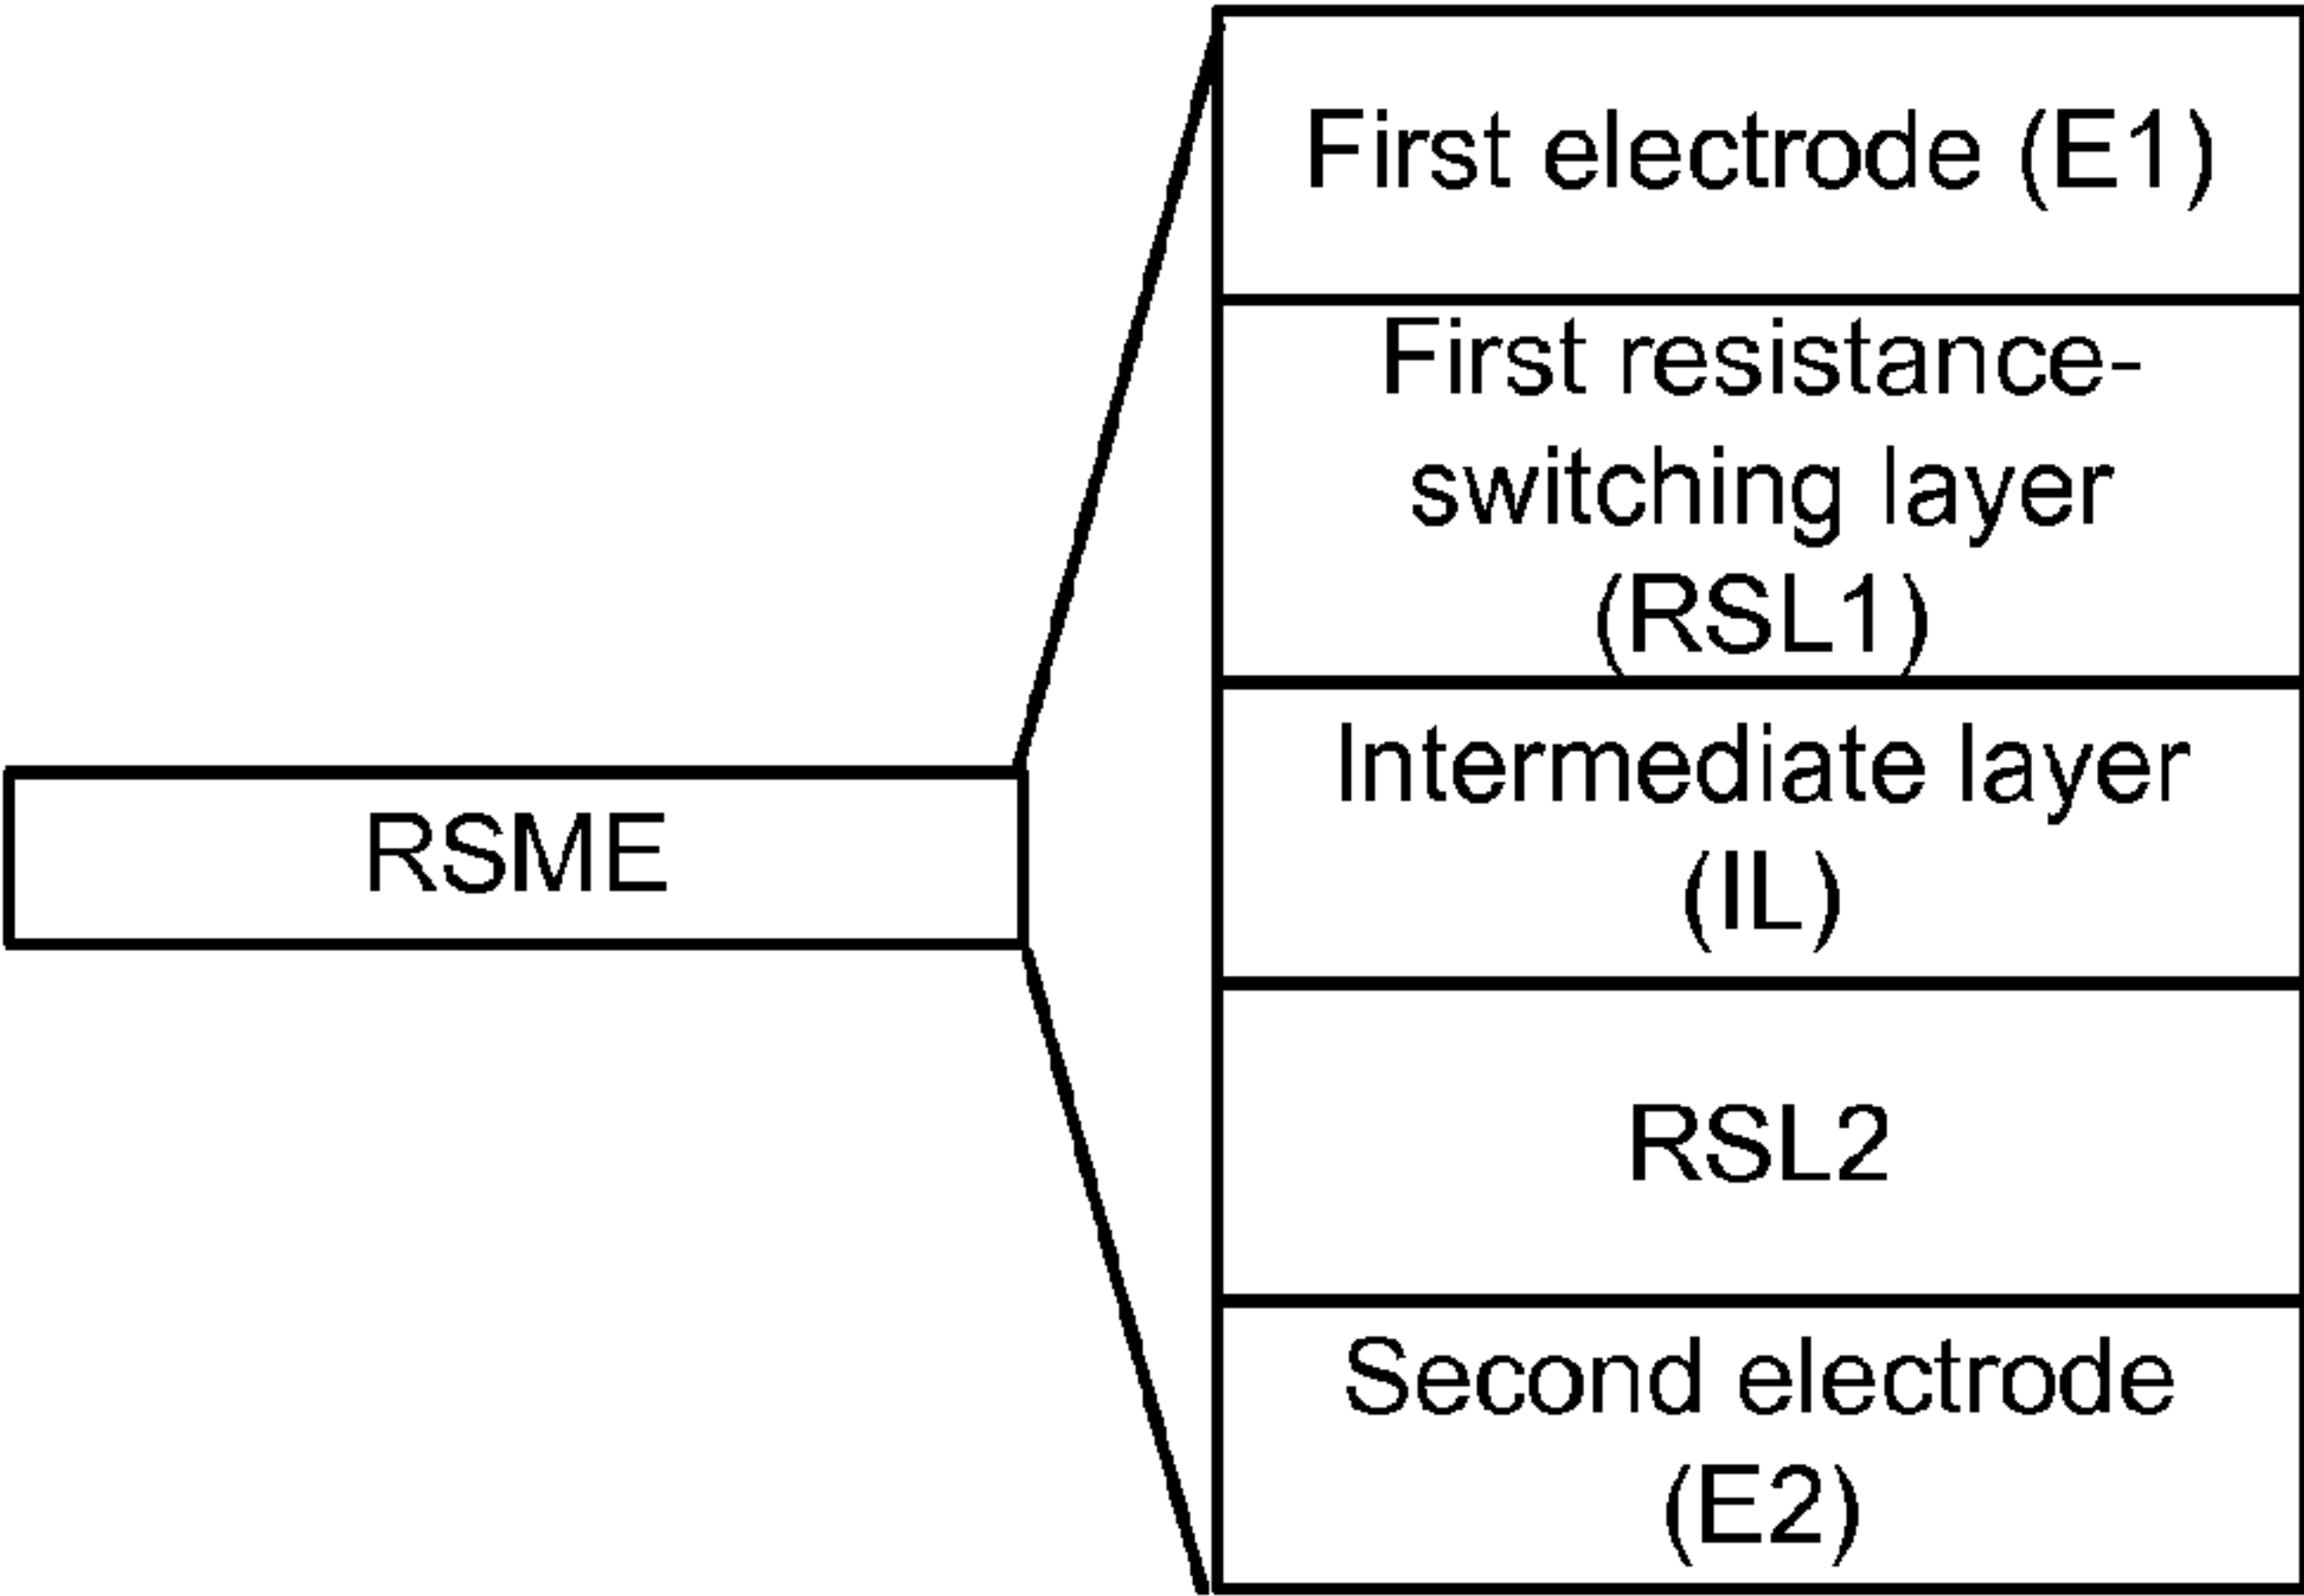 First electrode (E1)
First resistance-
switching layer
(RSL1)
Intermediate layer
(IL)
RSME
RSL2
Second electrode
(E2)